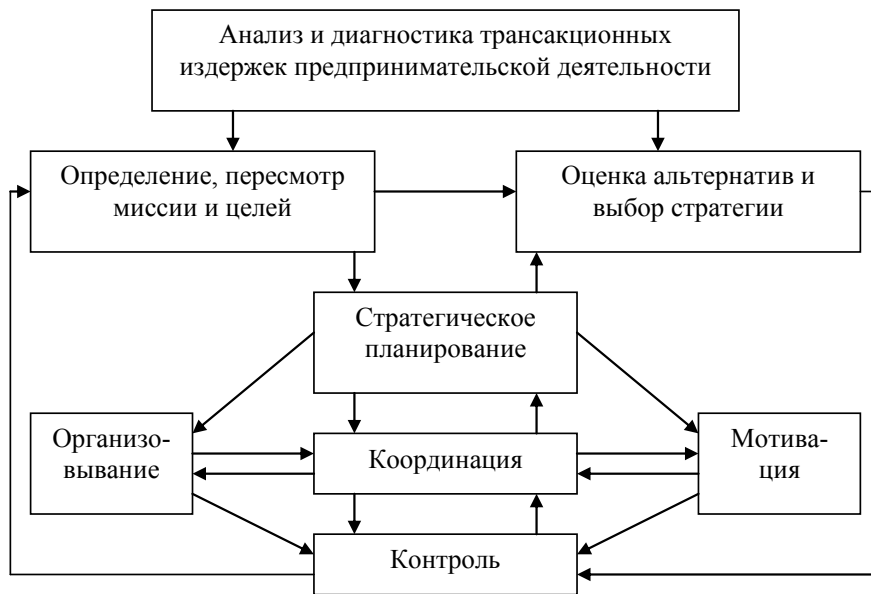 Анализ и диагностика трансакционных
издержек предпринимательской деятельности
Определение, пересмотр
миссии и целей
Оценка альтернатив и
выбор стратегии
Стратегическое
планирование
Организо-
вывание
Координация
Мотива-
ция
Контроль